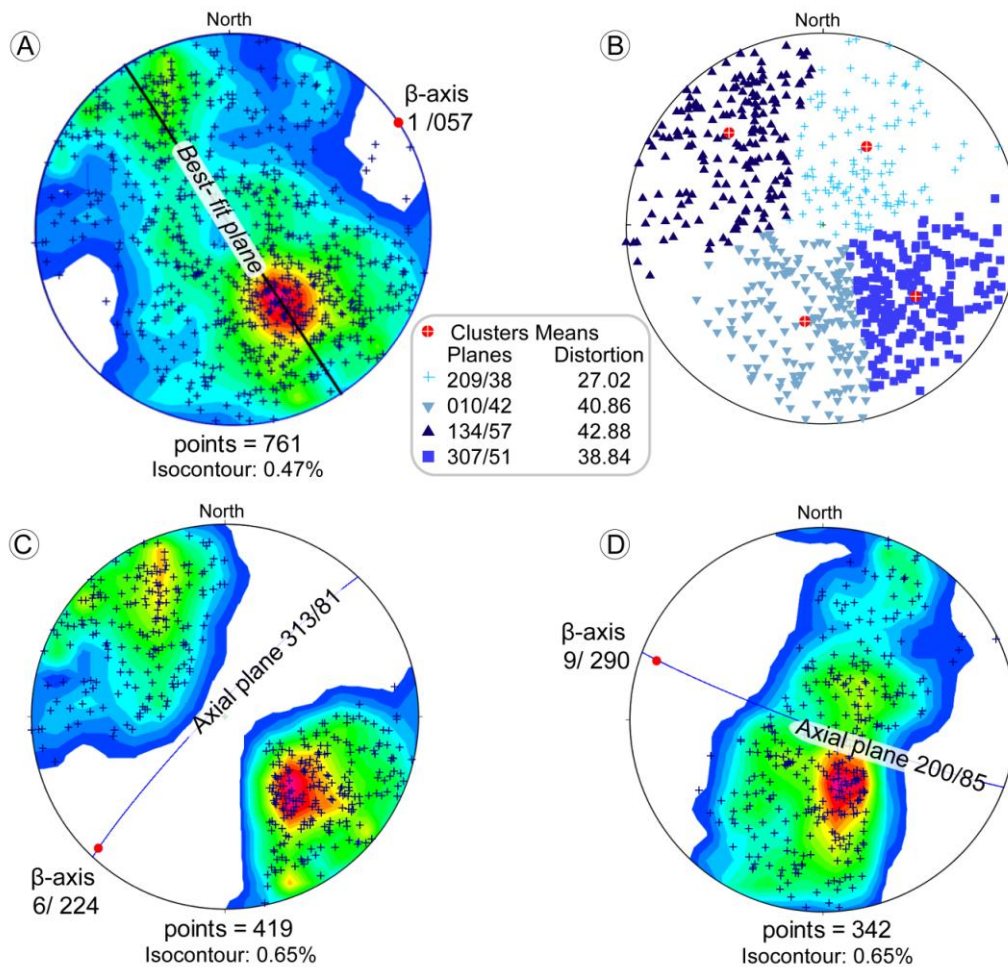 A
North
β-axis
1 /057
Best- fit plane
points = 761
Isocontour: 0.47%
B
North
Clusters Means
Planes Distortion
209/38 27.02
010/42 40.86
134/57 42.88
307/51 38.84
C
North
Axial plane 313/81
β-axis
6/ 224
points = 419
Isocontour: 0.65%
D
North
β-axis
9/ 290
Axial plane 200/85
points = 342
Isocontour: 0.65%